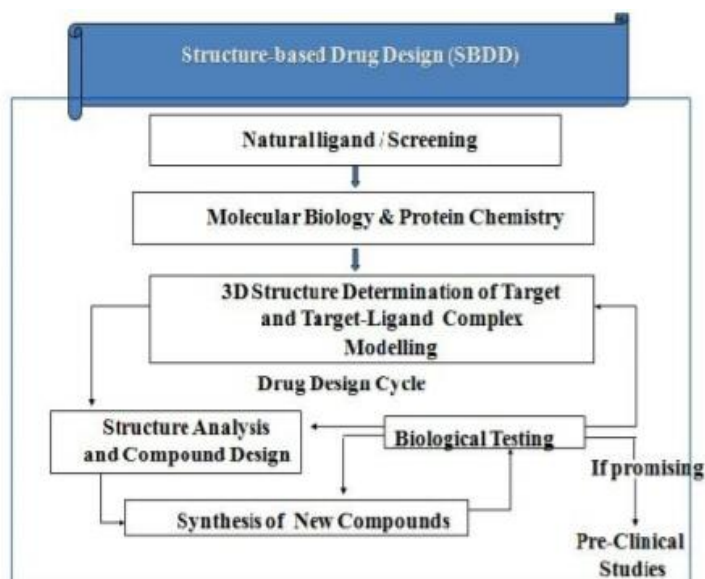 Structure-based Drug Design (SBDD)
Natural ligand / Screening
Molecular Biology & Protein Chemistry
3D Structure Determination of Target
and Target-Ligand Complex
Modelling
Drug Design Cycle
Structure Analysis
and Compound Design
Biological Testing
If promising
Synthesis of New Compounds
Pre-Clinical
Studies